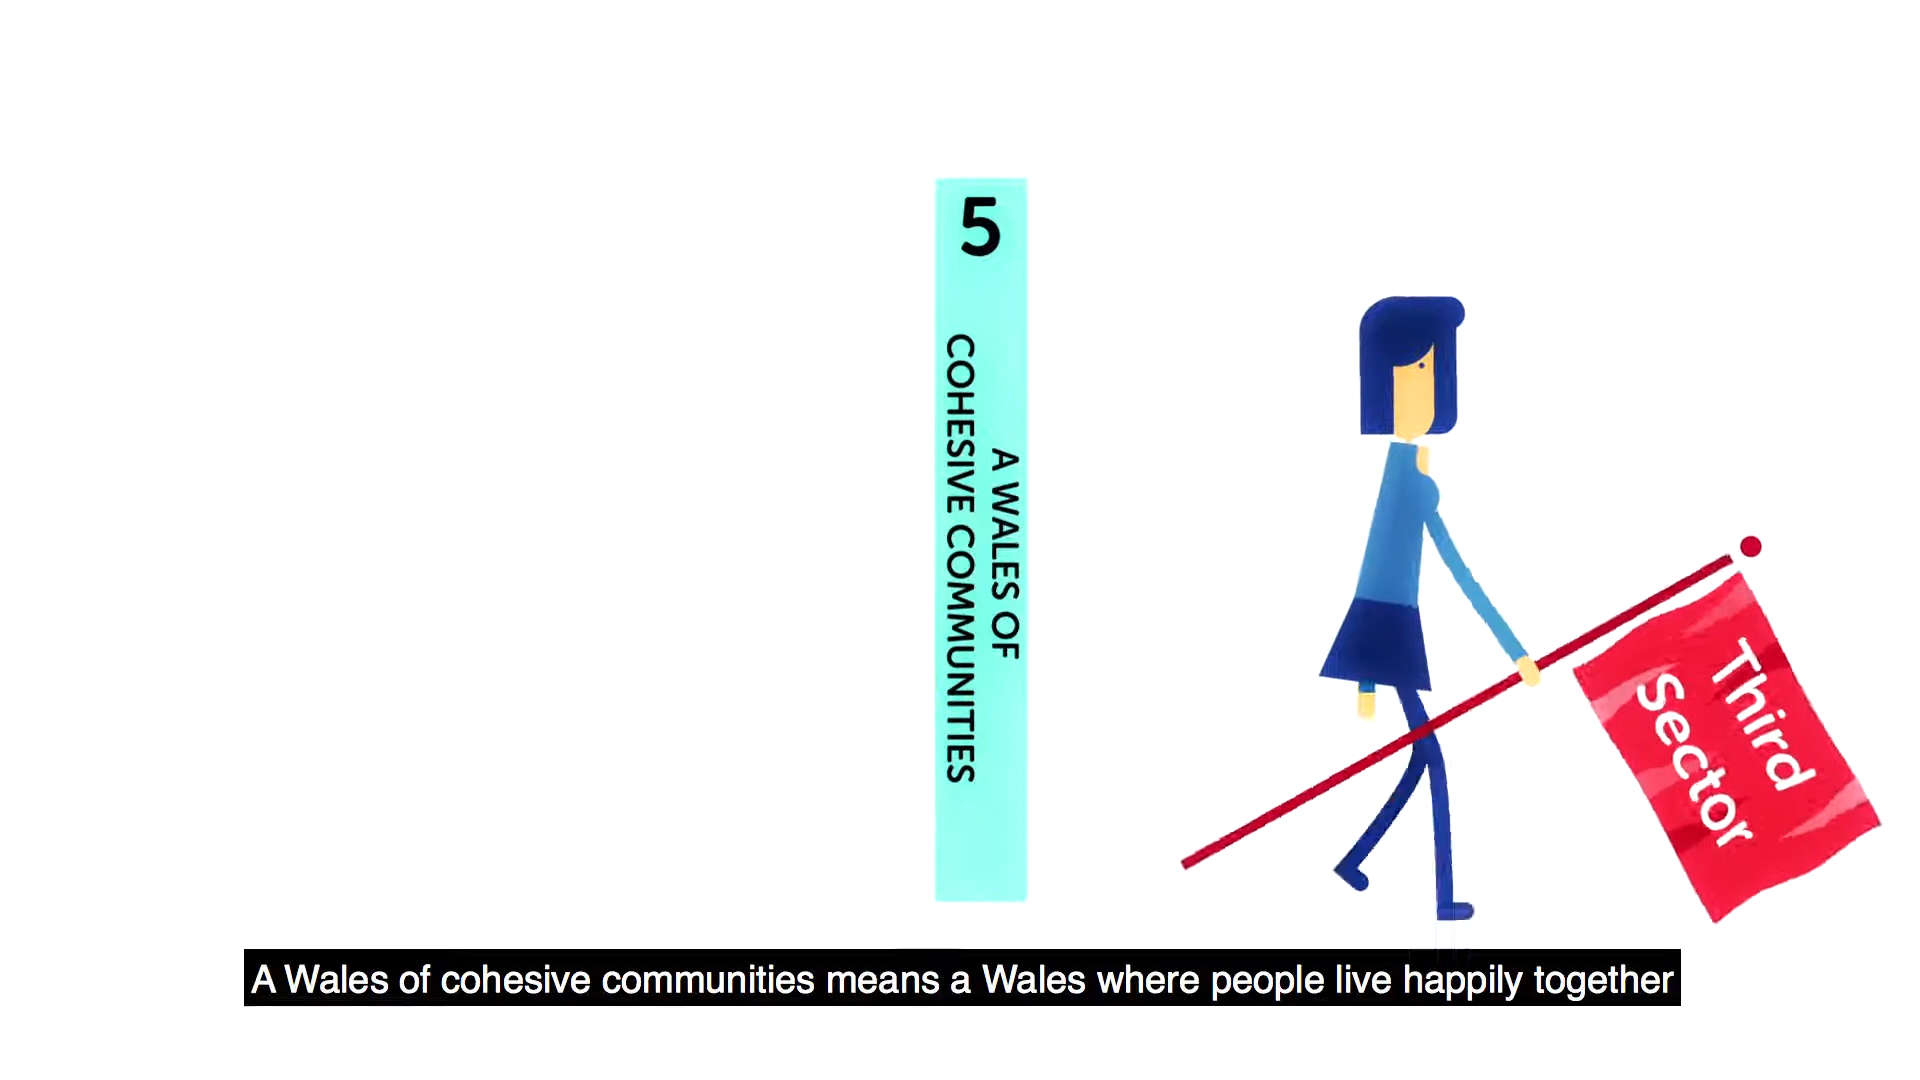 5
A WALES OF
COHESIVE COMMUNITIES
Third
Sector
A Wales of cohesive communities means a Wales where people live happily together